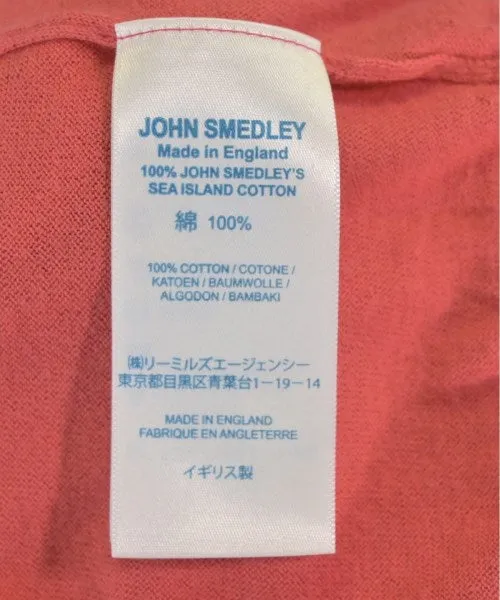 JOHN SMEDLEY
Made in England
100% JOHN SMEDLEY'S
SEA ISLAND COTTON
綿 100%
100% COTTON / COTONE /
KATOEN / BAUMWOLLE /
ALGODON / BAMBAKI
㈱リーミルズエージェンシー
東京都目黒区青葉台1-19-14
MADE IN ENGLAND
FABRIQUE EN ANGLETERRE
イギリス製